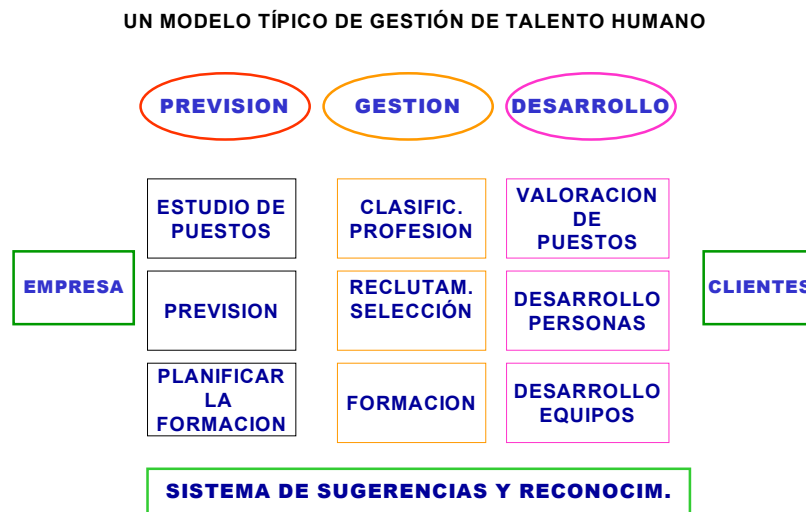 UN MODELO TÍPICO DE GESTIÓN DE TALENTO HUMANO
PREVISION
GESTION
DESARROLLO
ESTUDIO DE
PUESTOS
CLASIFIC.
PROFESION
VALORACION
DE
PUESTOS
EMPRESA
PREVISION
RECLUTAM.
SELECCIÓN
DESARROLLO
PERSONAS
CLIENTES
PLANIFICAR
LA
FORMACION
FORMACION
DESARROLLO
EQUIPOS
SISTEMA DE SUGERENCIAS Y RECONOCIM.